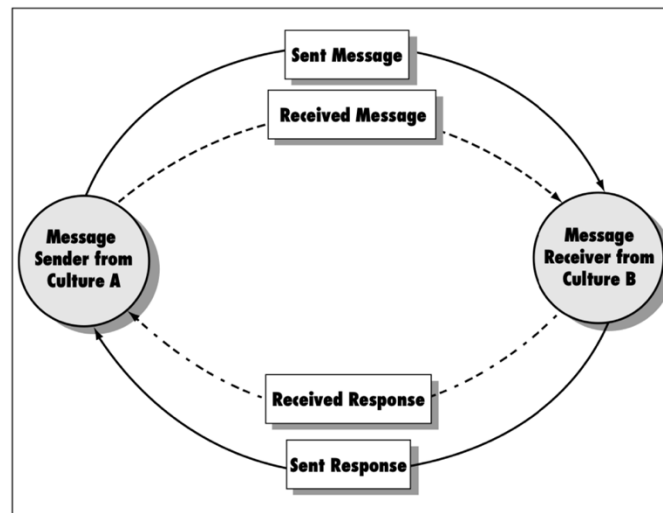 Sent Message
Received Message
Message
Sender from
Culture A
Message
Receiver from
Culture B
Received Response
Sent Response